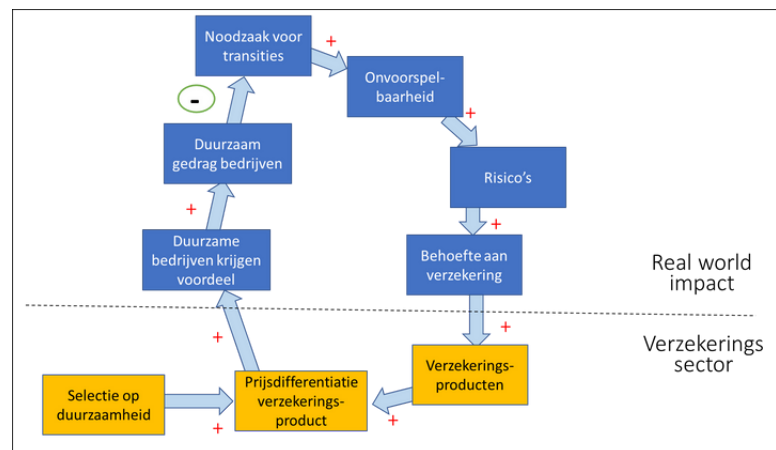 Noodzaak voor
transities
+
Onvoorspel-
baarheid
+
-
Duurzaam
gedrag bedrijven
Risico's
+
+
Duurzame
bedrijven krijgen
voordeel
Behoefte aan
verzekering
Real world
impact
+
+
Verzekerings
sector
Selectie op
duurzaamheid
Prijsdifferentiatie
verzekerings-
product
Verzekerings-
producten
+
+